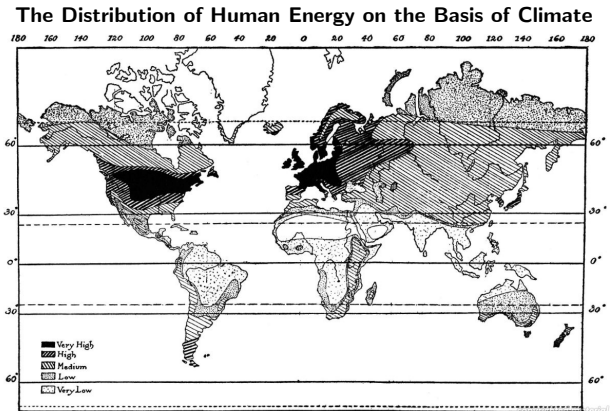 The Distribution of Human Energy on the Basis of Climate
180 160 140 120 100 80 60 40 20 0 20 40 60 80 100 120 140 160 180
60° 60°
30° 30°
0° 0°
30 30°
Very High
High
Medium
Low
Very Low
60° 60°